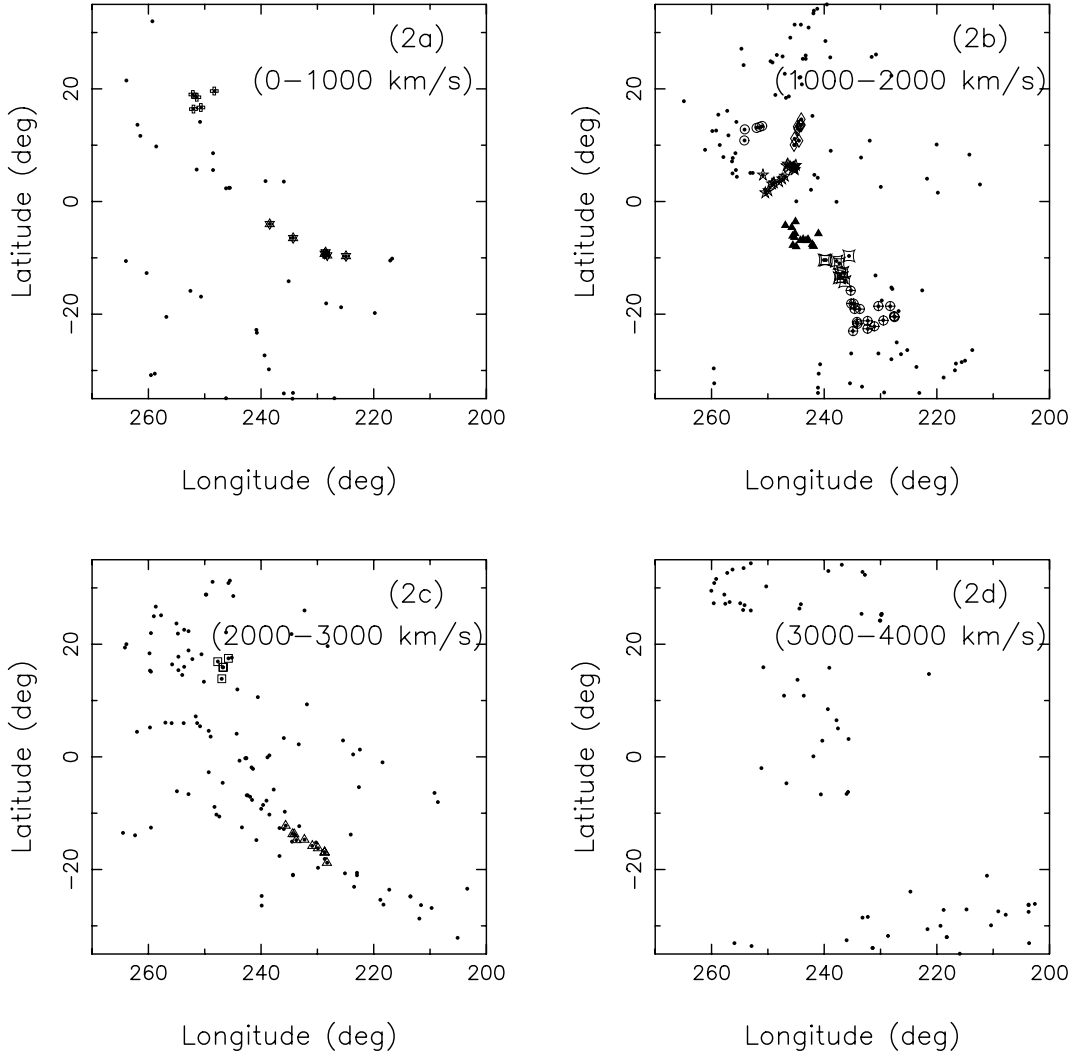 (2a)
(0−1000 km/s)
Latitude (deg)
20
0
−20
260
240
220
200
Longitude (deg)
(2b)
(1000−2000 km/s)
Latitude (deg)
20
0
−20
260
240
220
200
Longitude (deg)
(2c)
(2000−3000 km/s)
Latitude (deg)
20
0
−20
260
240
220
200
Longitude (deg)
(2d)
(3000−4000 km/s)
Latitude (deg)
20
0
−20
260
240
220
200
Longitude (deg)